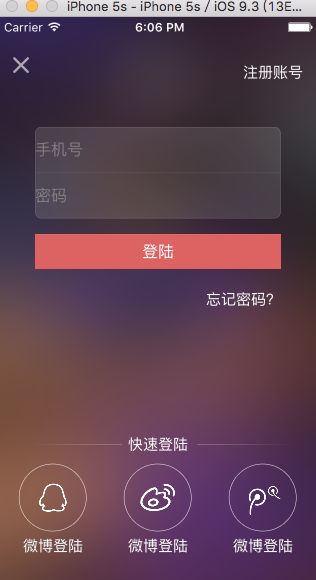 iPhone 5s - iPhone 5s / iOS 9.3 (13E...
Carrier 6:06 PM
注册账号
手机号
密码
登陆
忘记密码?
快速登陆
微博登陆 微博登陆 微博登陆